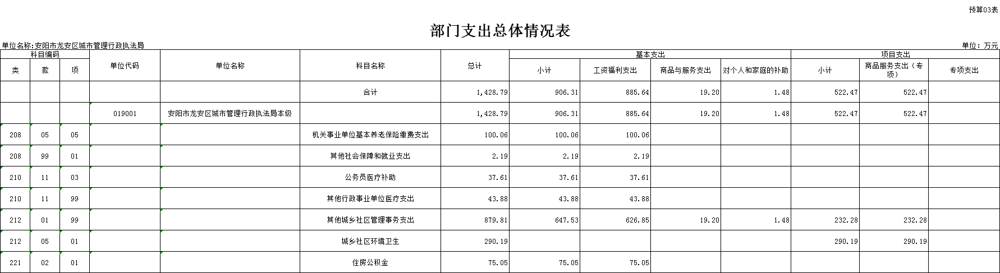 预算03表
部门支出总体情况表
单位名称:安阳市龙安区城市管理行政执法局 单位：万元
科目编码 单位代码 单位名称 科目名称 总计 基本支出 项目支出
类 款 项 小计 工资福利支出 商品与服务支出 对个人和家庭的补助 小计 商品服务支出（专 专项支出
项）
合计 1,428.79 906.31 885.64 19.20 1.48 522.47 522.47
019001 安阳市龙安区城市管理行政执法局本级 1,428.79 906.31 885.64 19.20 1.48 522.47 522.47
208 05 05 机关事业单位基本养老保险缴费支出 100.06 100.06 100.06
208 99 01 其他社会保障和就业支出 2.19 2.19 2.19
210 11 03 公务员医疗补助 37.61 37.61 37.61
210 11 99 其他行政事业单位医疗支出 43.88 43.88 43.88
212 01 99 其他城乡社区管理事务支出 879.81 647.53 626.85 19.20 1.48 232.28 232.28
212 05 01 城乡社区环境卫生 290.19 290.19 290.19
221 02 01 住房公积金 75.05 75.05 75.05